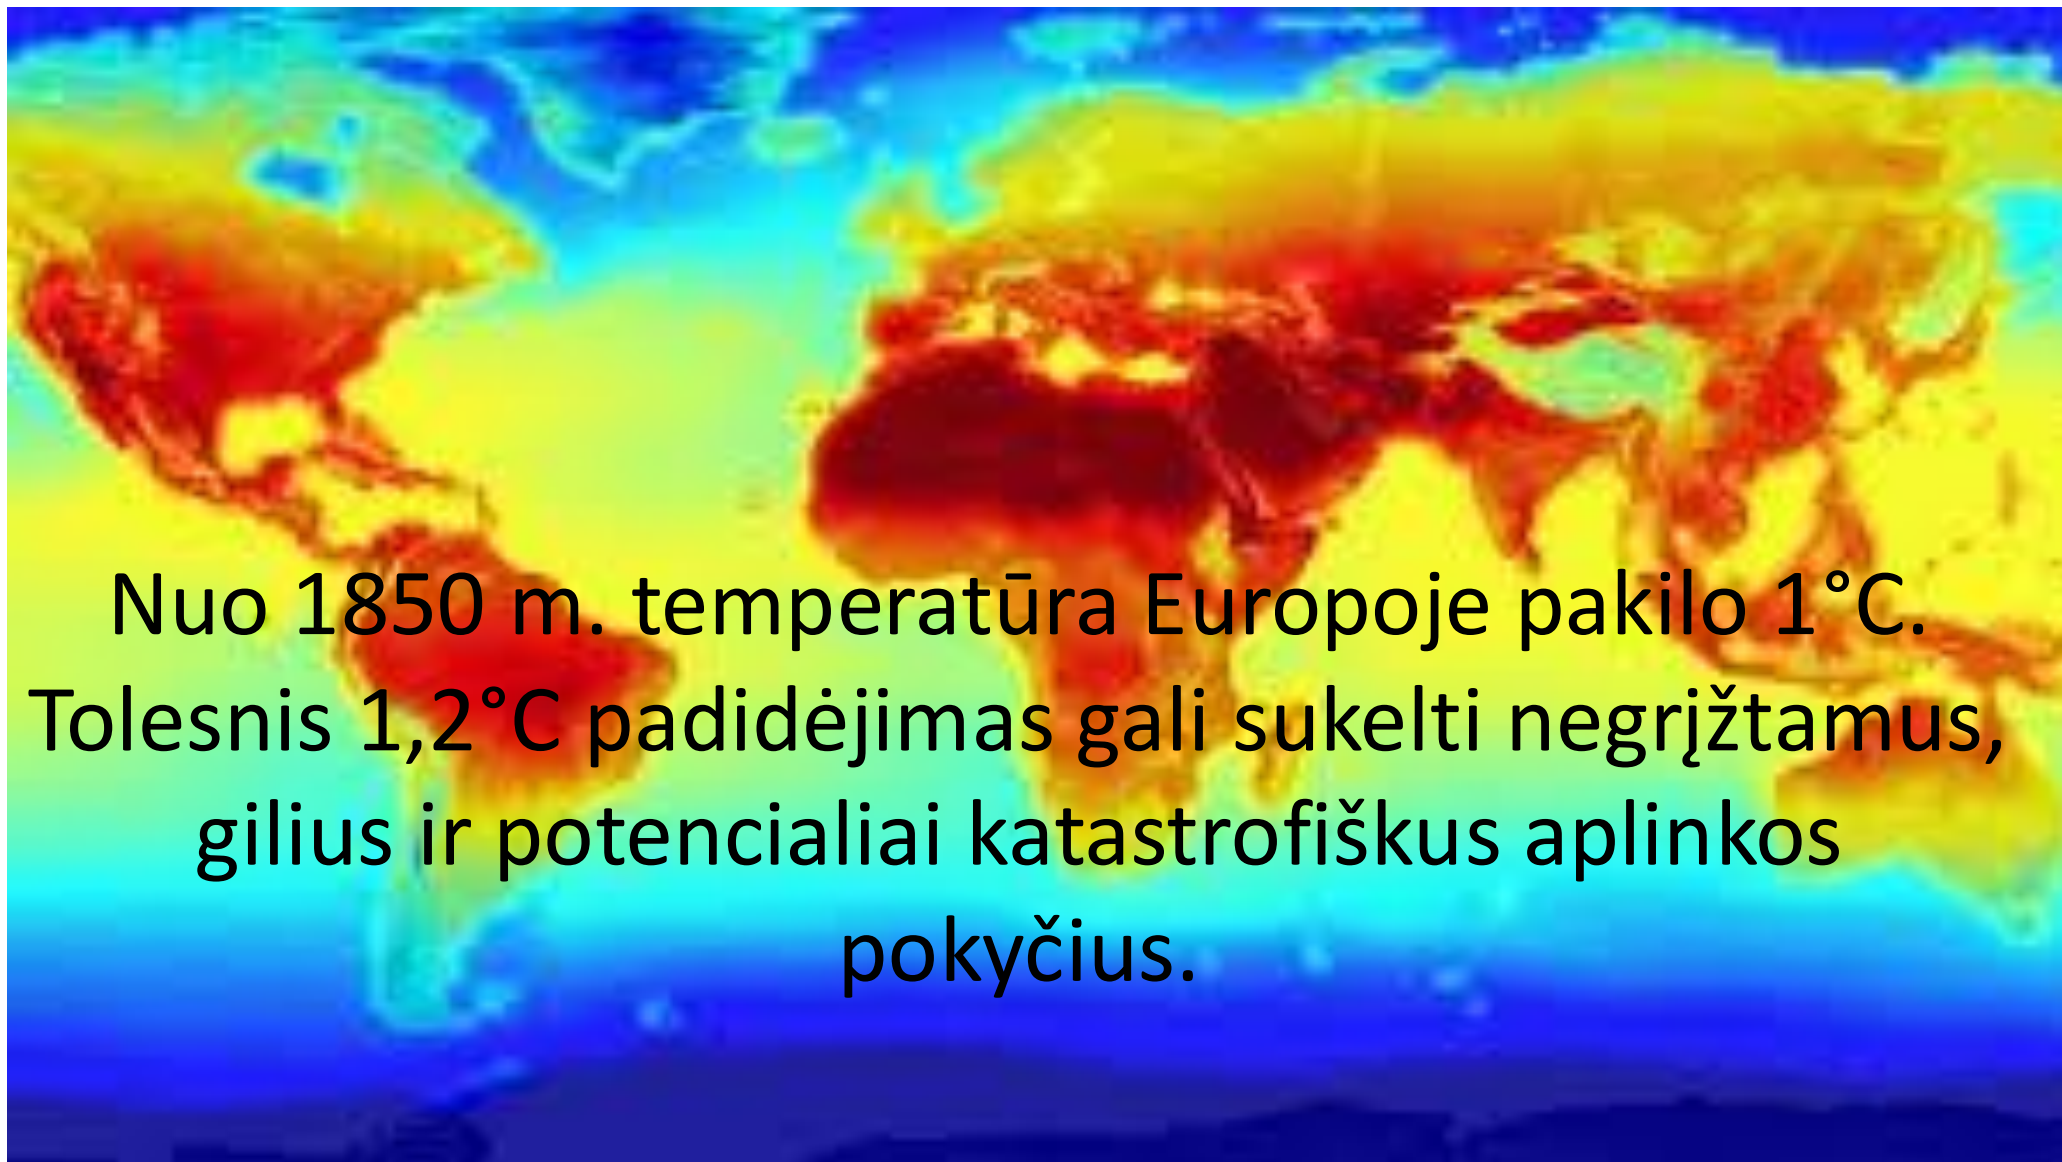 Nuo 1850 m. temperatūra Europoje pakilo 1°C.
Tolesnis 1,2°C padidėjimas gali sukelti negrįžtamus,
gilius ir potencialiai katastrofiškus aplinkos
pokyčius.